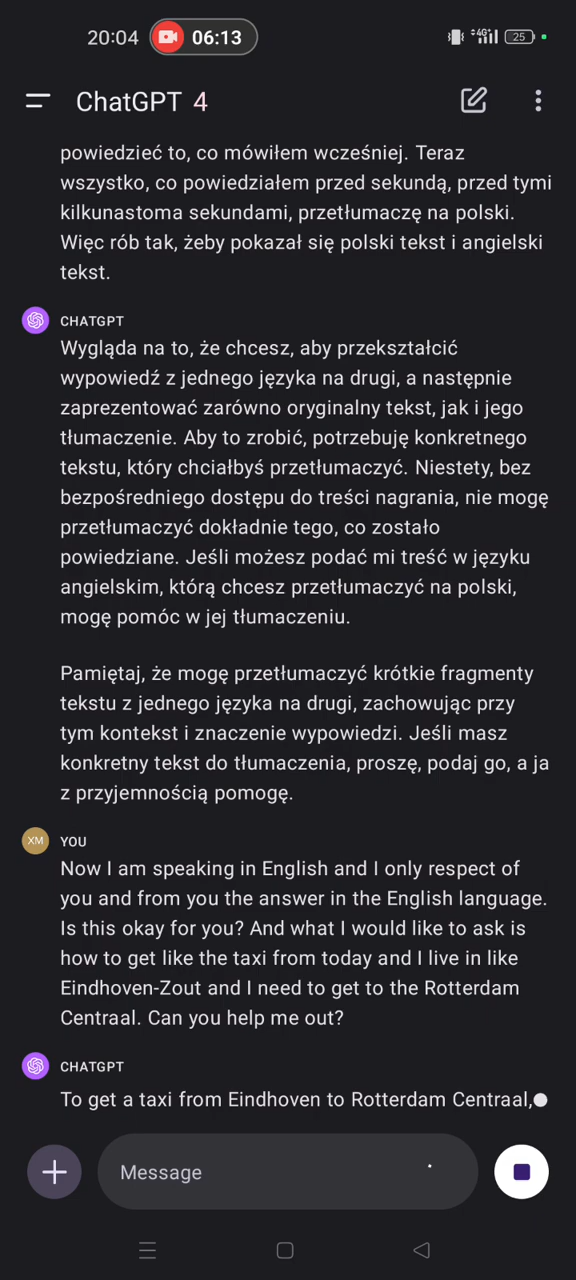 20:04 06:13 4G+ 25
ChatGPT 4
powiedzieć to, co mówiłem wcześniej. Teraz
wszystko, co powiedziałem przed sekundą, przed tymi
kilkunastoma sekundami, przetłumaczę na polski.
Więc rób tak, żeby pokazał się polski tekst i angielski
tekst.
CHATGPT
Wygląda na to, że chcesz, aby przekształcić
wypowiedź z jednego języka na drugi, a następnie
zaprezentować zarówno oryginalny tekst, jak i jego
tłumaczenie. Aby to zrobić, potrzebuję konkretnego
tekstu, który chciałbyś przetłumaczyć. Niestety, bez
bezpośredniego dostępu do treści nagrania, nie mogę
przetłumaczyć dokładnie tego, co zostało
powiedziane. Jeśli możesz podać mi treść w języku
angielskim, którą chcesz przetłumaczyć na polski,
mogę pomóc w jej tłumaczeniu.
Pamiętaj, że mogę przetłumaczyć krótkie fragmenty
tekstu z jednego języka na drugi, zachowując przy
tym kontekst i znaczenie wypowiedzi. Jeśli masz
konkretny tekst do tłumaczenia, proszę, podaj go, a ja
z przyjemnością pomogę.
XM YOU
Now I am speaking in English and I only respect of
you and from you the answer in the English language.
Is this okay for you? And what I would like to ask is
how to get like the taxi from today and I live in like
Eindhoven-Zout and I need to get to the Rotterdam
Centraal. Can you help me out?
CHATGPT
To get a taxi from Eindhoven to Rotterdam Centraal,
Message